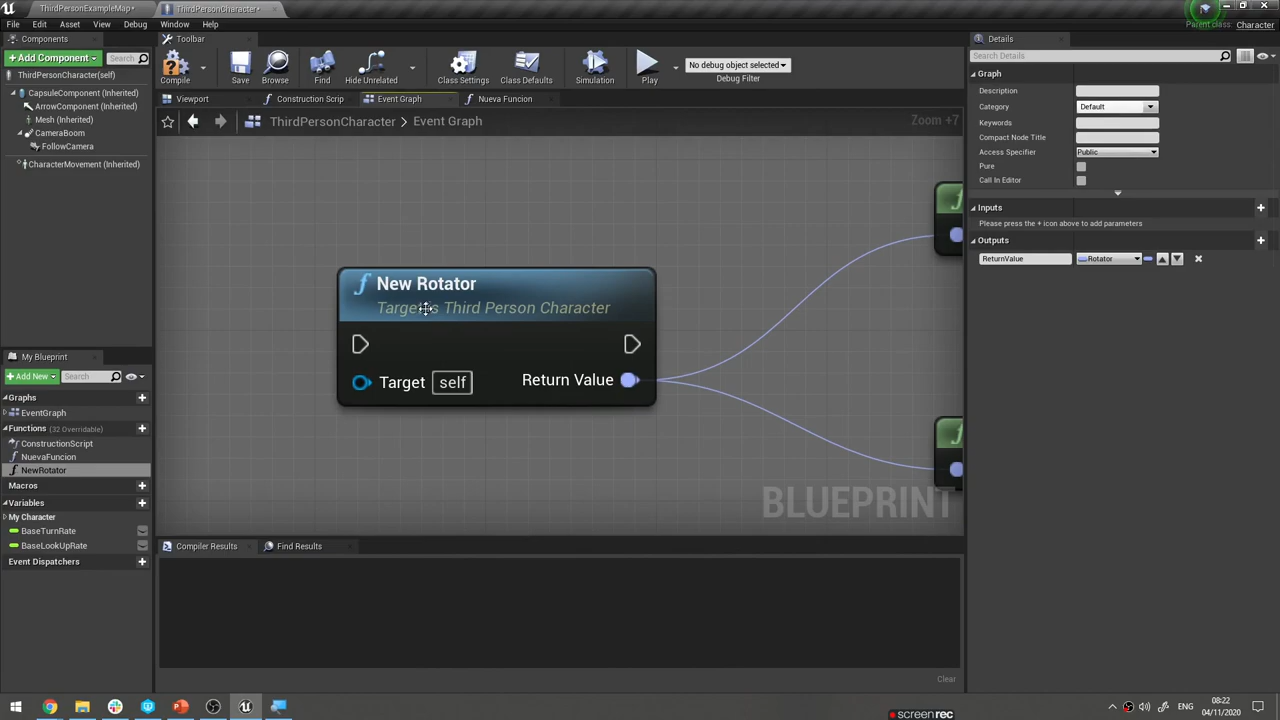 ThirdPersonExampleMap*
ThirdPersonCharacter*
File Edit Asset View Debug Window Help
Parent class: Character
Components
Toolbar
Details
+Add Component
Search
Search Details
ThirdPersonCharacter(self)
CapsuleComponent (Inherited)
ArrowComponent (Inherited)
Mesh (Inherited)
CameraBoom
FollowCamera
CharacterMovement (Inherited)
Compile Save Browse Find Hide Unrelated Class Settings Class Defaults Simulation Play
No debug object selected
Debug Filter
Viewport Construction Scrip Event Graph Nueva Funcion
ThirdPersonCharacter > Event Graph
Zoom +7
New Rotator
Target is Third Person Character
Target self
Return Value
BLUEPRINT
Graph
Description
Category Default
Keywords
Compact Node Title
Access Specifier Public
Pure
Call In Editor
Inputs
Please press the + icon above to add parameters
Outputs
ReturnValue Rotator
My Blueprint
+Add New Search
Graphs
EventGraph
Functions (32 Overridable)
ConstructionScript
NuevaFuncion
NewRotator
Macros
Variables
My Character
BaseTurnRate
BaseLookUpRate
Event Dispatchers
Compiler Results Find Results
Clear
ENG
08:22
04/11/2020
screenrec